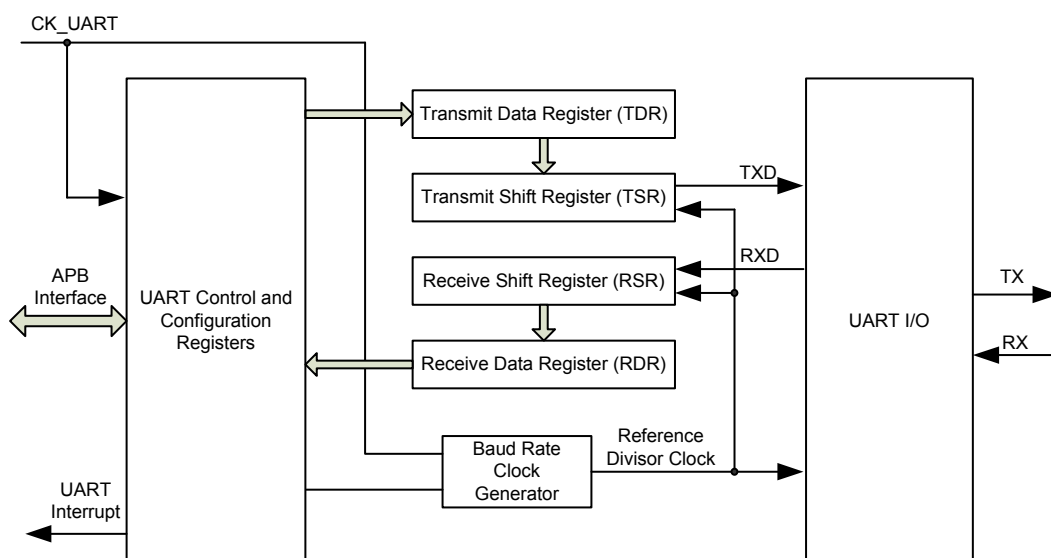 CK_UART
Transmit Data Register (TDR)
TXD
Transmit Shift Register (TSR)
RXD
APB
Interface
UART Control and
Configuration
Registers
Receive Shift Register (RSR)
UART I/O
TX
RX
Receive Data Register (RDR)
Baud Rate
Clock
Generator
Reference
Divisor Clock
UART
Interrupt